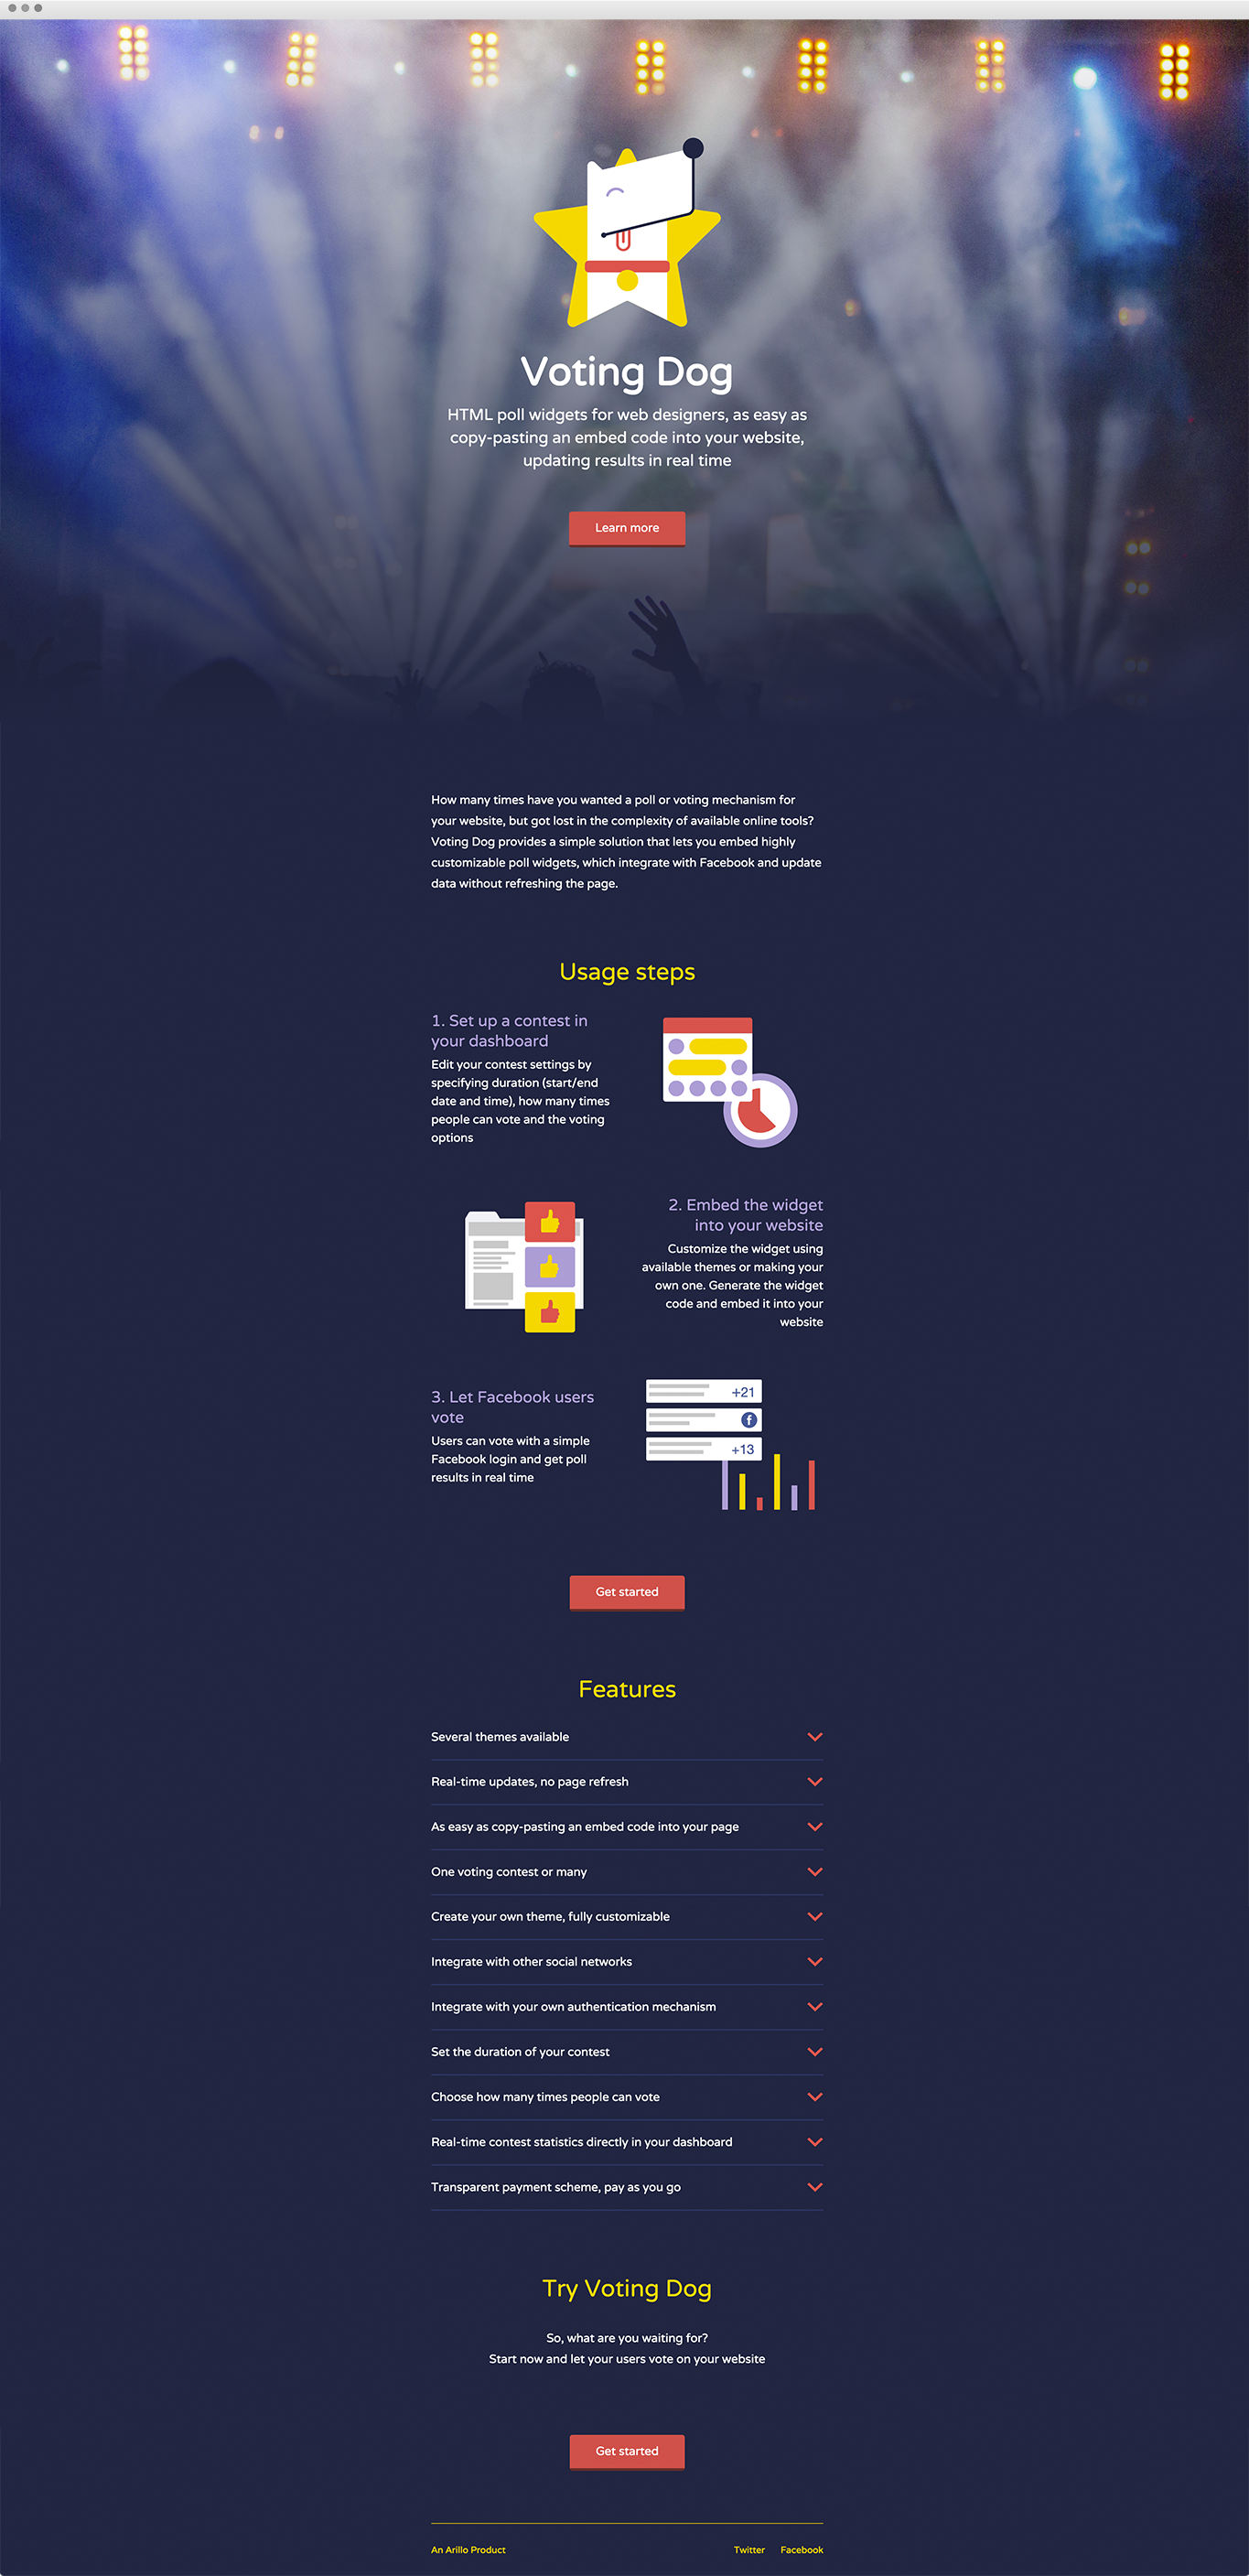 Voting Dog
HTML poll widgets for web designers, as easy as
copy-pasting an embed code into your website,
updating results in real time
Learn more
How many times have you wanted a poll or voting mechanism for
your website, but got lost in the complexity of available online tools?
Voting Dog provides a simple solution that lets you embed highly
customizable poll widgets, which integrate with Facebook and update
data without refreshing the page.
Usage steps
1. Set up a contest in
your dashboard
Edit your contest settings by
specifying duration (start/end
date and time), how many times
people can vote and the voting
options
2. Embed the widget
into your website
Customize the widget using
available themes or making your
own one. Generate the widget
code and embed it into your
website
3. Let Facebook users
vote
Users can vote with a simple
Facebook login and get poll
results in real time
+21
f
+13
Get started
Features
Several themes available
Real-time updates, no page refresh
As easy as copy-pasting an embed code into your page
One voting contest or many
Create your own theme, fully customizable
Integrate with other social networks
Integrate with your own authentication mechanism
Set the duration of your contest
Choose how many times people can vote
Real-time contest statistics directly in your dashboard
Transparent payment scheme, pay as you go
Try Voting Dog
So, what are you waiting for?
Start now and let your users vote on your website
Get started
An Arillo Product
Twitter
Facebook